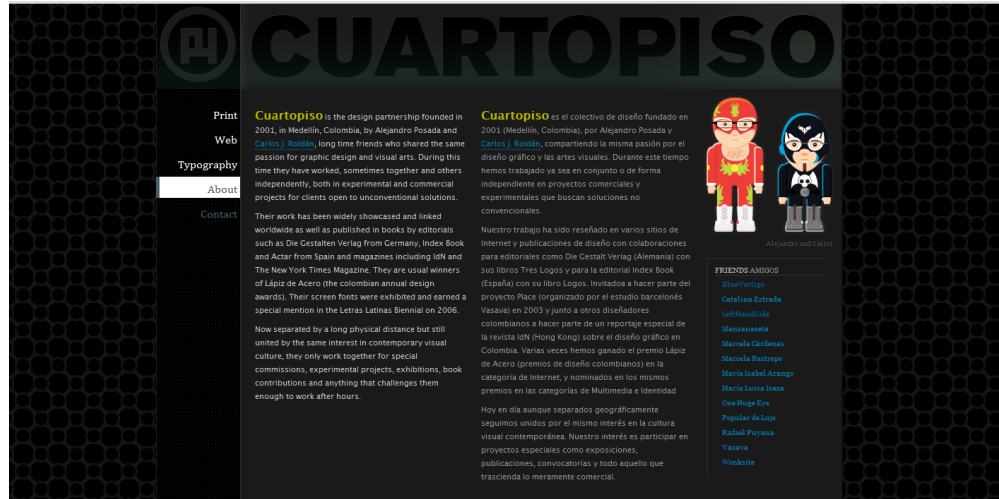 CUARTOPISO
Print
Web
Typography
About
Contact
Cuartopiso is the design partnership founded in
2001, in Medellín, Colombia, by Alejandro Posada and
Carlos J. Roldán, long time friends who shared the same
passion for graphic design and visual arts. During this
time they have worked, sometimes together and others
independently, both in experimental and commercial
projects for clients open to unconventional solutions.
Their work has been widely showcased and linked
worldwide as well as published in books by editorials
such as Die Gestalten Verlag from Germany, Index Book
and Actar from Spain and magazines including IdN and
The New York Times Magazine. They are usual winners
of Lápiz de Acero (the colombian annual design
awards). Their screen fonts were exhibited and earned a
special mention in the Letras Latinas Biennial on 2006.
Now separated by a long physical distance but still
united by the same interest in contemporary visual
culture, they only work together for special
commissions, experimental projects, exhibitions, book
contributions and anything that challenges them
enough to work after hours.
Cuartopiso es el colectivo de diseño fundado en
2001 (Medellín, Colombia), por Alejandro Posada y
Carlos J. Roldán, compartiendo la misma pasión por el
diseño gráfico y las artes visuales. Durante este tiempo
hemos trabajado ya sea en conjunto o de forma
independiente en proyectos comerciales y
experimentales que buscan soluciones no
convencionales.
Nuestro trabajo ha sido reseñado en varios sitios de
Internet y publicaciones de diseño con colaboraciones
para editoriales como Die Gestalt Verlag (Alemania) con
sus libros Tres Logos y para la editorial Index Book
(España) con su libro Logos. Invitadoa a hacer parte del
proyecto Place (organizado por el estudio barcelonés
Vasava) en 2003 y junto a otros diseñadores
colombianos a hacer parte de un reportaje especial de
la revista IdN (Hong Kong) sobre el diseño gráfico en
Colombia. Varias veces hemos ganado el premio Lápiz
de Acero (premios de diseño colombianos) en la
categoría de Internet, y nominados en los mismos
premios en las categorías de Multimedia e Identidad
Hoy en día aunque separados geográficamente
seguimos unidos por el mismo interés en la cultura
visual contemporánea. Nuestro interés es participar en
proyectos especiales como exposiciones,
publicaciones, convocatorias y todo aquello que
trascienda lo meramente comercial.
Alejandro and Carlos
FRIENDS AMIGOS
BlueVertigo
Catalina Estrada
LeftHandSide
Manzanazeta
Marcela Cárdenas
Marcela Restrepo
María Isabel Arango
María Luisa Isaza
One Huge Eye
Popular de Lujo
Rafael Puyana
Vasava
Wonksite